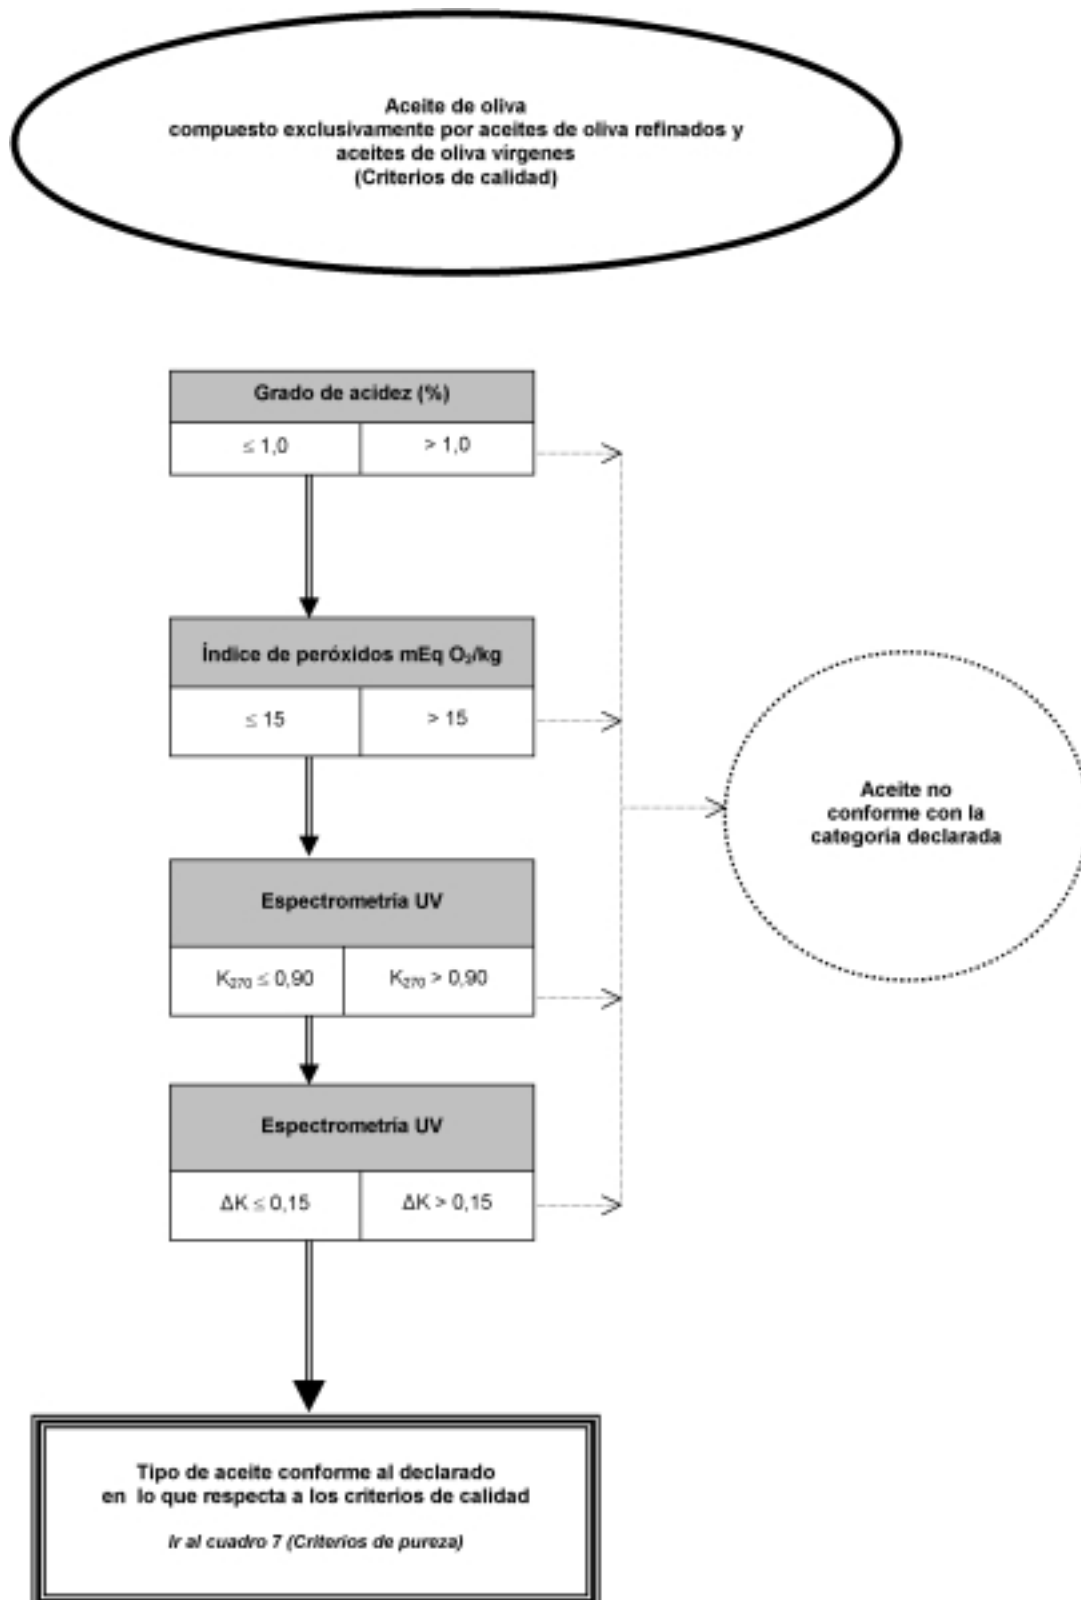 Aceite de oliva
compuesto exclusivamente por aceites de oliva refinados y
aceites de oliva vírgenes
(Criterios de calidad)
Grado de acidez (%)
≤ 1,0 > 1,0
Índice de peróxidos mEq O₂/kg
≤ 15 > 15
Aceite no
conforme con la
categoría declarada
Espectrometría UV
K₂₇₀ ≤ 0,90 K₂₇₀ > 0,90
Espectrometría UV
ΔK ≤ 0,15 ΔK > 0,15
Tipo de aceite conforme al declarado
en lo que respecta a los criterios de calidad
Ir al cuadro 7 (Criterios de pureza)